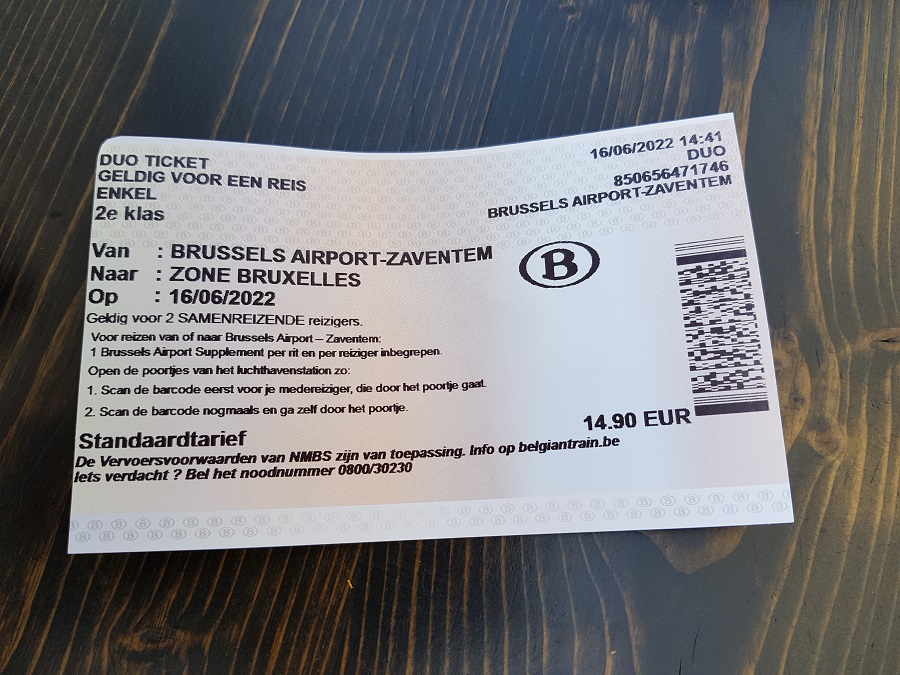 DUO TICKET
GELDIG VOOR EEN REIS
ENKEL
2e klas
16/06/2022 14:41
DUO
850656471746
BRUSSELS AIRPORT-ZAVENTEM
Van : BRUSSELS AIRPORT-ZAVENTEM
Naar : ZONE BRUXELLES
Op : 16/06/2022
B
Geldig voor 2 SAMENREIZENDE reizigers.
Voor reizen van of naar Brussels Airport – Zaventem:
1 Brussels Airport Supplement per rit en per reiziger inbegrepen.
Open de poortjes van het luchthavenstation zo:
1. Scan de barcode eerst voor je medereiziger, die door het poortje gaat.
2. Scan de barcode nogmaals en ga zelf door het poortje.
14.90 EUR
Standaardtarief
De Vervoersvoorwaarden van NMBS zijn van toepassing. Info op belgiantrain.be
Iets verdacht ? Bel het noodnummer 0800/30230